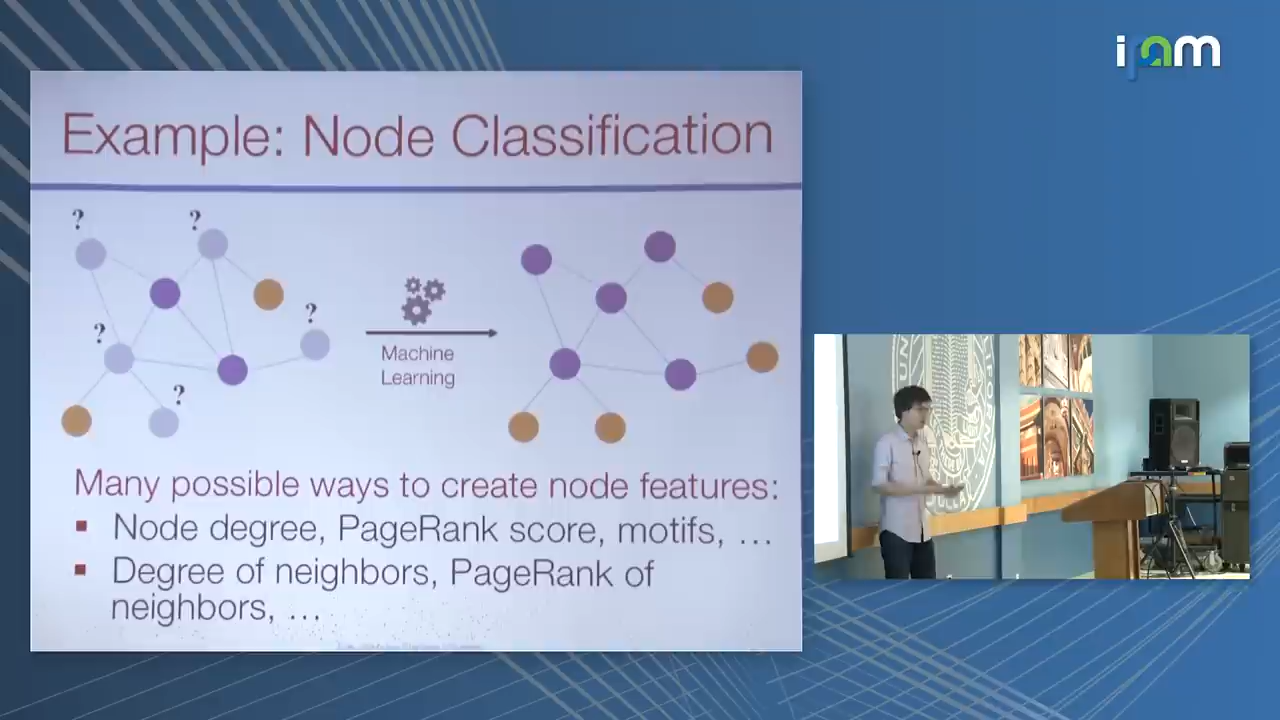 ipam
Example: Node Classification
?
?
?
?
?
Machine
Learning
Many possible ways to create node features:
Node degree, PageRank score, motifs, …
Degree of neighbors, PageRank of
neighbors, …